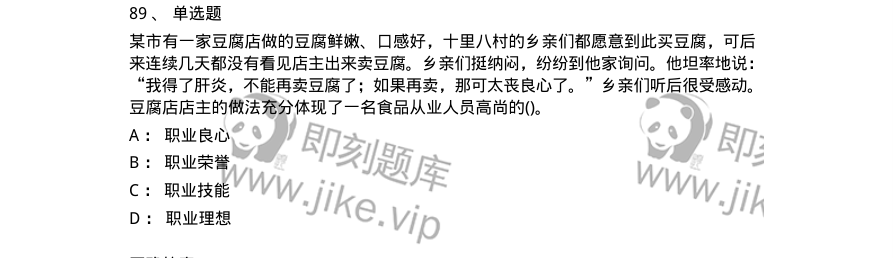 89 、 单选题
某市有一家豆腐店做的豆腐鲜嫩、口感好，十里八村的乡亲们都愿意到此买豆腐，可后
来连续几天都没有看见店主出来卖豆腐。乡亲们挺纳闷，纷纷到他家询问。他坦率地说：
“我得了肝炎，不能再卖豆腐了；如果再卖，那可太丧良心了。”乡亲们听后很受感动。
豆腐店店主的做法充分体现了一名食品从业人员高尚的()。
A ： 职业良心
B ： 职业荣誉
C ： 职业技能
D ： 职业理想
即刻题库
www.jike.vip
即刻
www.jik